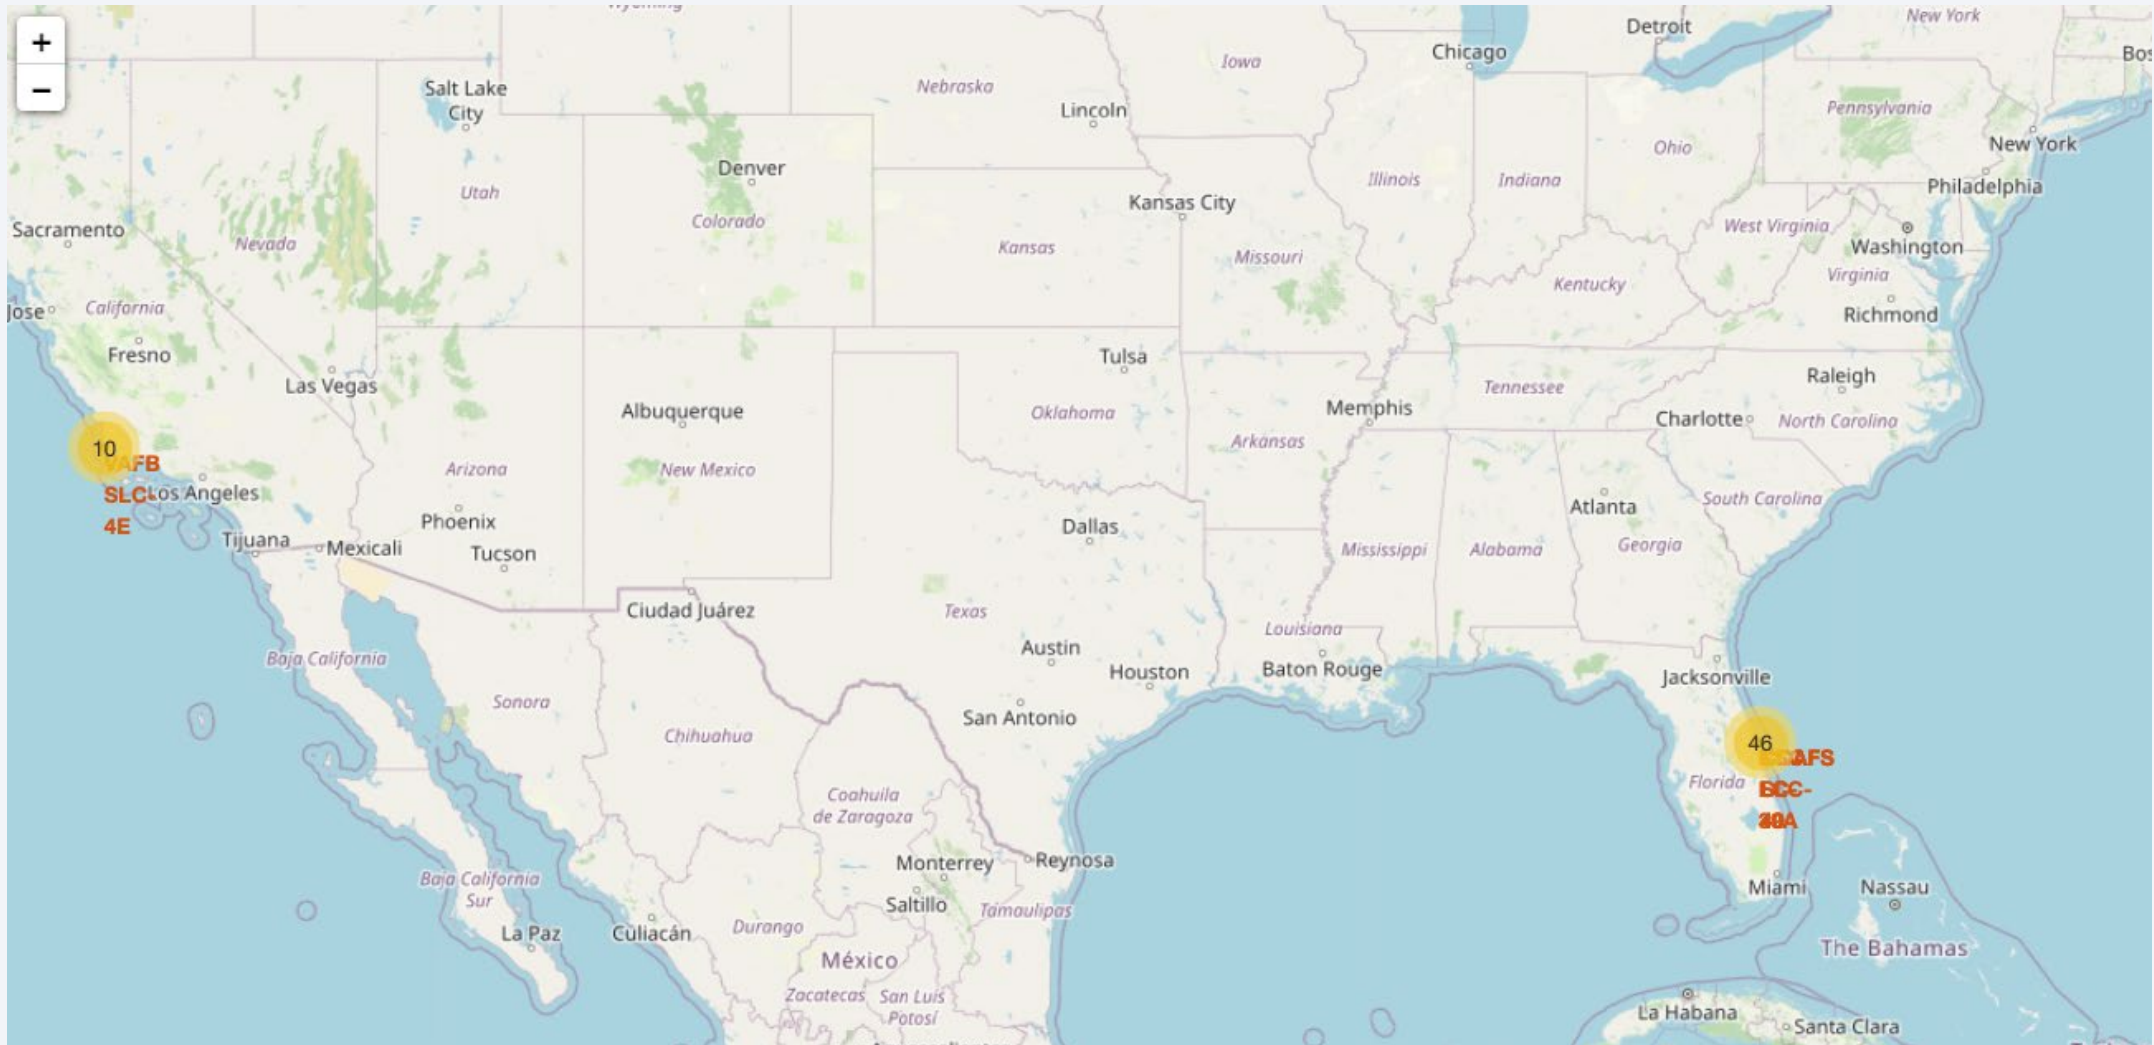 +
−
Wyoming
New York
Detroit
Chicago
Iowa
Salt Lake
City
Nebraska
Lincoln
Pennsylvania
New York
Denver
Ohio
Utah
Illinois
Indiana
Philadelphia
Kansas City
Colorado
Sacramento
Nevada
Kansas
Missouri
West Virginia
Washington
Virginia
Kentucky
California
Jose
Richmond
Fresno
Las Vegas
Tulsa
Raleigh
Tennessee
Albuquerque
Oklahoma
Memphis
Charlotte
North Carolina
Arkansas
10
VAFB
SLC-
4E
Los Angeles
Arizona
New Mexico
South Carolina
Atlanta
Phoenix
Dallas
Tijuana
Mexicali
Tucson
Mississippi
Alabama
Georgia
Ciudad Juárez
Texas
Louisiana
Austin
Baja California
Houston
Baton Rouge
Jacksonville
Sonora
San Antonio
Chihuahua
46
Florida
Coahuila
de Zaragoza
Monterrey
Reynosa
Baja California
Sur
Saltillo
Tamaulipas
Miami
Nassau
La Paz
Culiacán
Durango
The Bahamas
México
Zacatecas
San Luis
Potosí
La Habana
Santa Clara